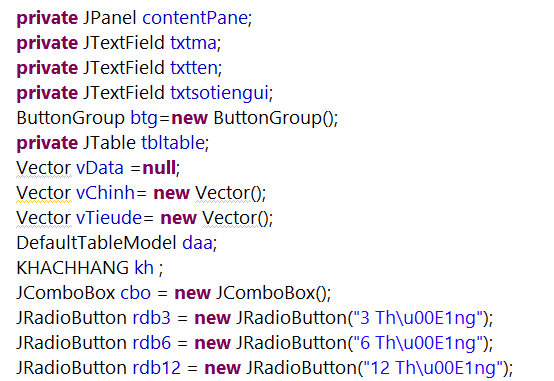 private JPanel contentPane;
private JTextField txtma;
private JTextField txtten;
private JTextField txtsotiengui;
ButtonGroup btg=new ButtonGroup();
private JTable tbltable;
Vector vData =null;
Vector vChinh= new Vector();
Vector vTieude= new Vector();
DefaultTableModel daa;
KHACHHANG kh ;
JComboBox cbo = new JComboBox();
JRadioButton rdb3 = new JRadioButton("3 Th\u00E1ng");
JRadioButton rdb6 = new JRadioButton("6 Th\u00E1ng");
JRadioButton rdb12 = new JRadioButton("12 Th\u00E1ng");